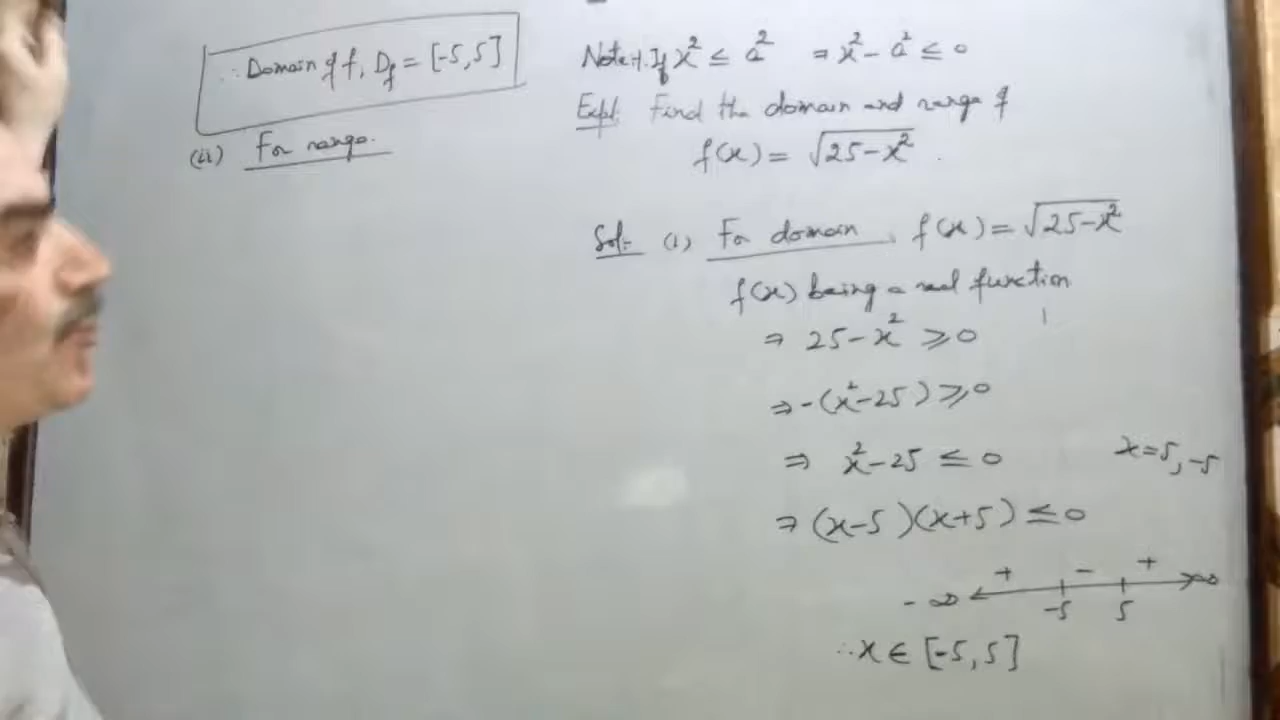 Note:1. If x² ≤ a² ⇒ x² - a² ≤ 0
Expl: Find the domain and range of
f(x) = √25-x²
Sol:- (i) For domain, f(x) = √25-x²
f(x) being a real function
⇒ 25-x² ≥ 0
⇒ -(x²-25) ≥ 0
⇒ x²-25 ≤ 0
x=5, -5
⇒ (x-5)(x+5) ≤ 0
+ - +
-∞ -5 5 ∞
∴ x ∈ [-5, 5]
∴ Domain of f, D_f = [-5, 5]
(ii) For range.